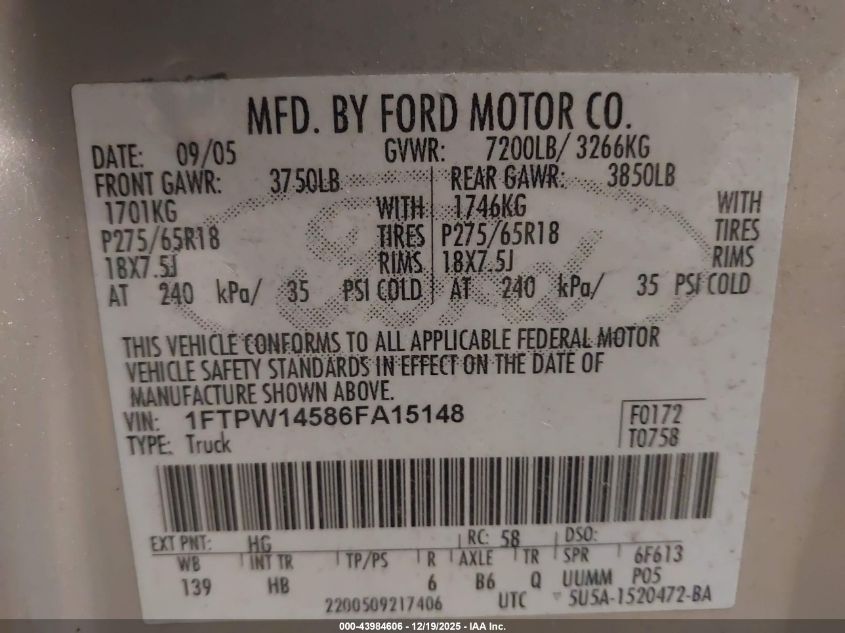 MFD. BY FORD MOTOR CO.
DATE: 09/05 GVWR: 7200LB/ 3266KG
FRONT GAWR: 3750LB REAR GAWR: 3850LB
1701KG WITH 1746KG WITH
P275/65R18 TIRES P275/65R18 TIRES
18X7.5J RIMS 18X7.5J RIMS
AT 240 kPa/ 35 PSI COLD AT 240 kPa/ 35 PSI COLD
Ford
THIS VEHICLE CONFORMS TO ALL APPLICABLE FEDERAL MOTOR
VEHICLE SAFETY STANDARDS IN EFFECT ON THE DATE OF
MANUFACTURE SHOWN ABOVE.
VIN: 1FTPW14586FA15148 F0172
TYPE: Truck T0758
EXT PNT: HG RC: 58 DSO:
WB INT TR TP/PS R AXLE TR SPR 6F613
139 HB 6 B6 Q UUMM P05
2200509217406 UTC 5U5A-1520472-BA
000-43984606 - 12/19/2025 - IAA Inc.